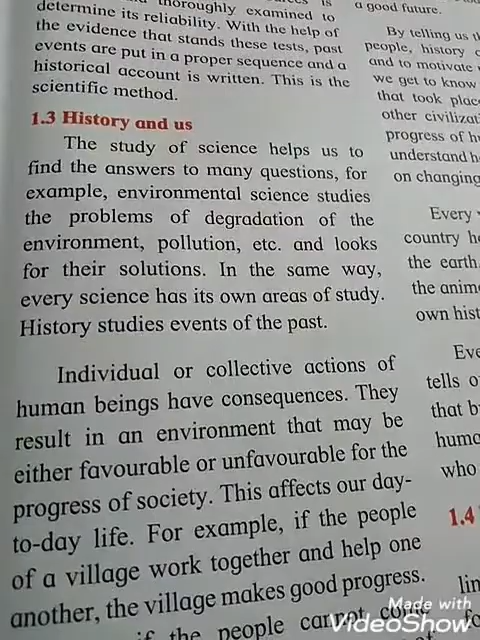 thoroughly examined to
determine its reliability. With the help of
the evidence that stands these tests, past
events are put in a proper sequence and a
historical account is written. This is the
scientific method.
1.3 History and us
The study of science helps us to
find the answers to many questions, for
example, environmental science studies
the problems of degradation of the
environment, pollution, etc. and looks
for their solutions. In the same way,
every science has its own areas of study.
History studies events of the past.
Individual or collective actions of
human beings have consequences. They
result in an environment that may be
either favourable or unfavourable for the
progress of society. This affects our day-
to-day life. For example, if the people
of a village work together and help one
another, the village makes good progress.
if the people cannot
a good future.
By telling us
people, history
and to motivate
we get to know
that took
other
progress of
understand
on changing
Every
country
the earth.
the
own
tells
that
who
1.4
Made with
VideoShow